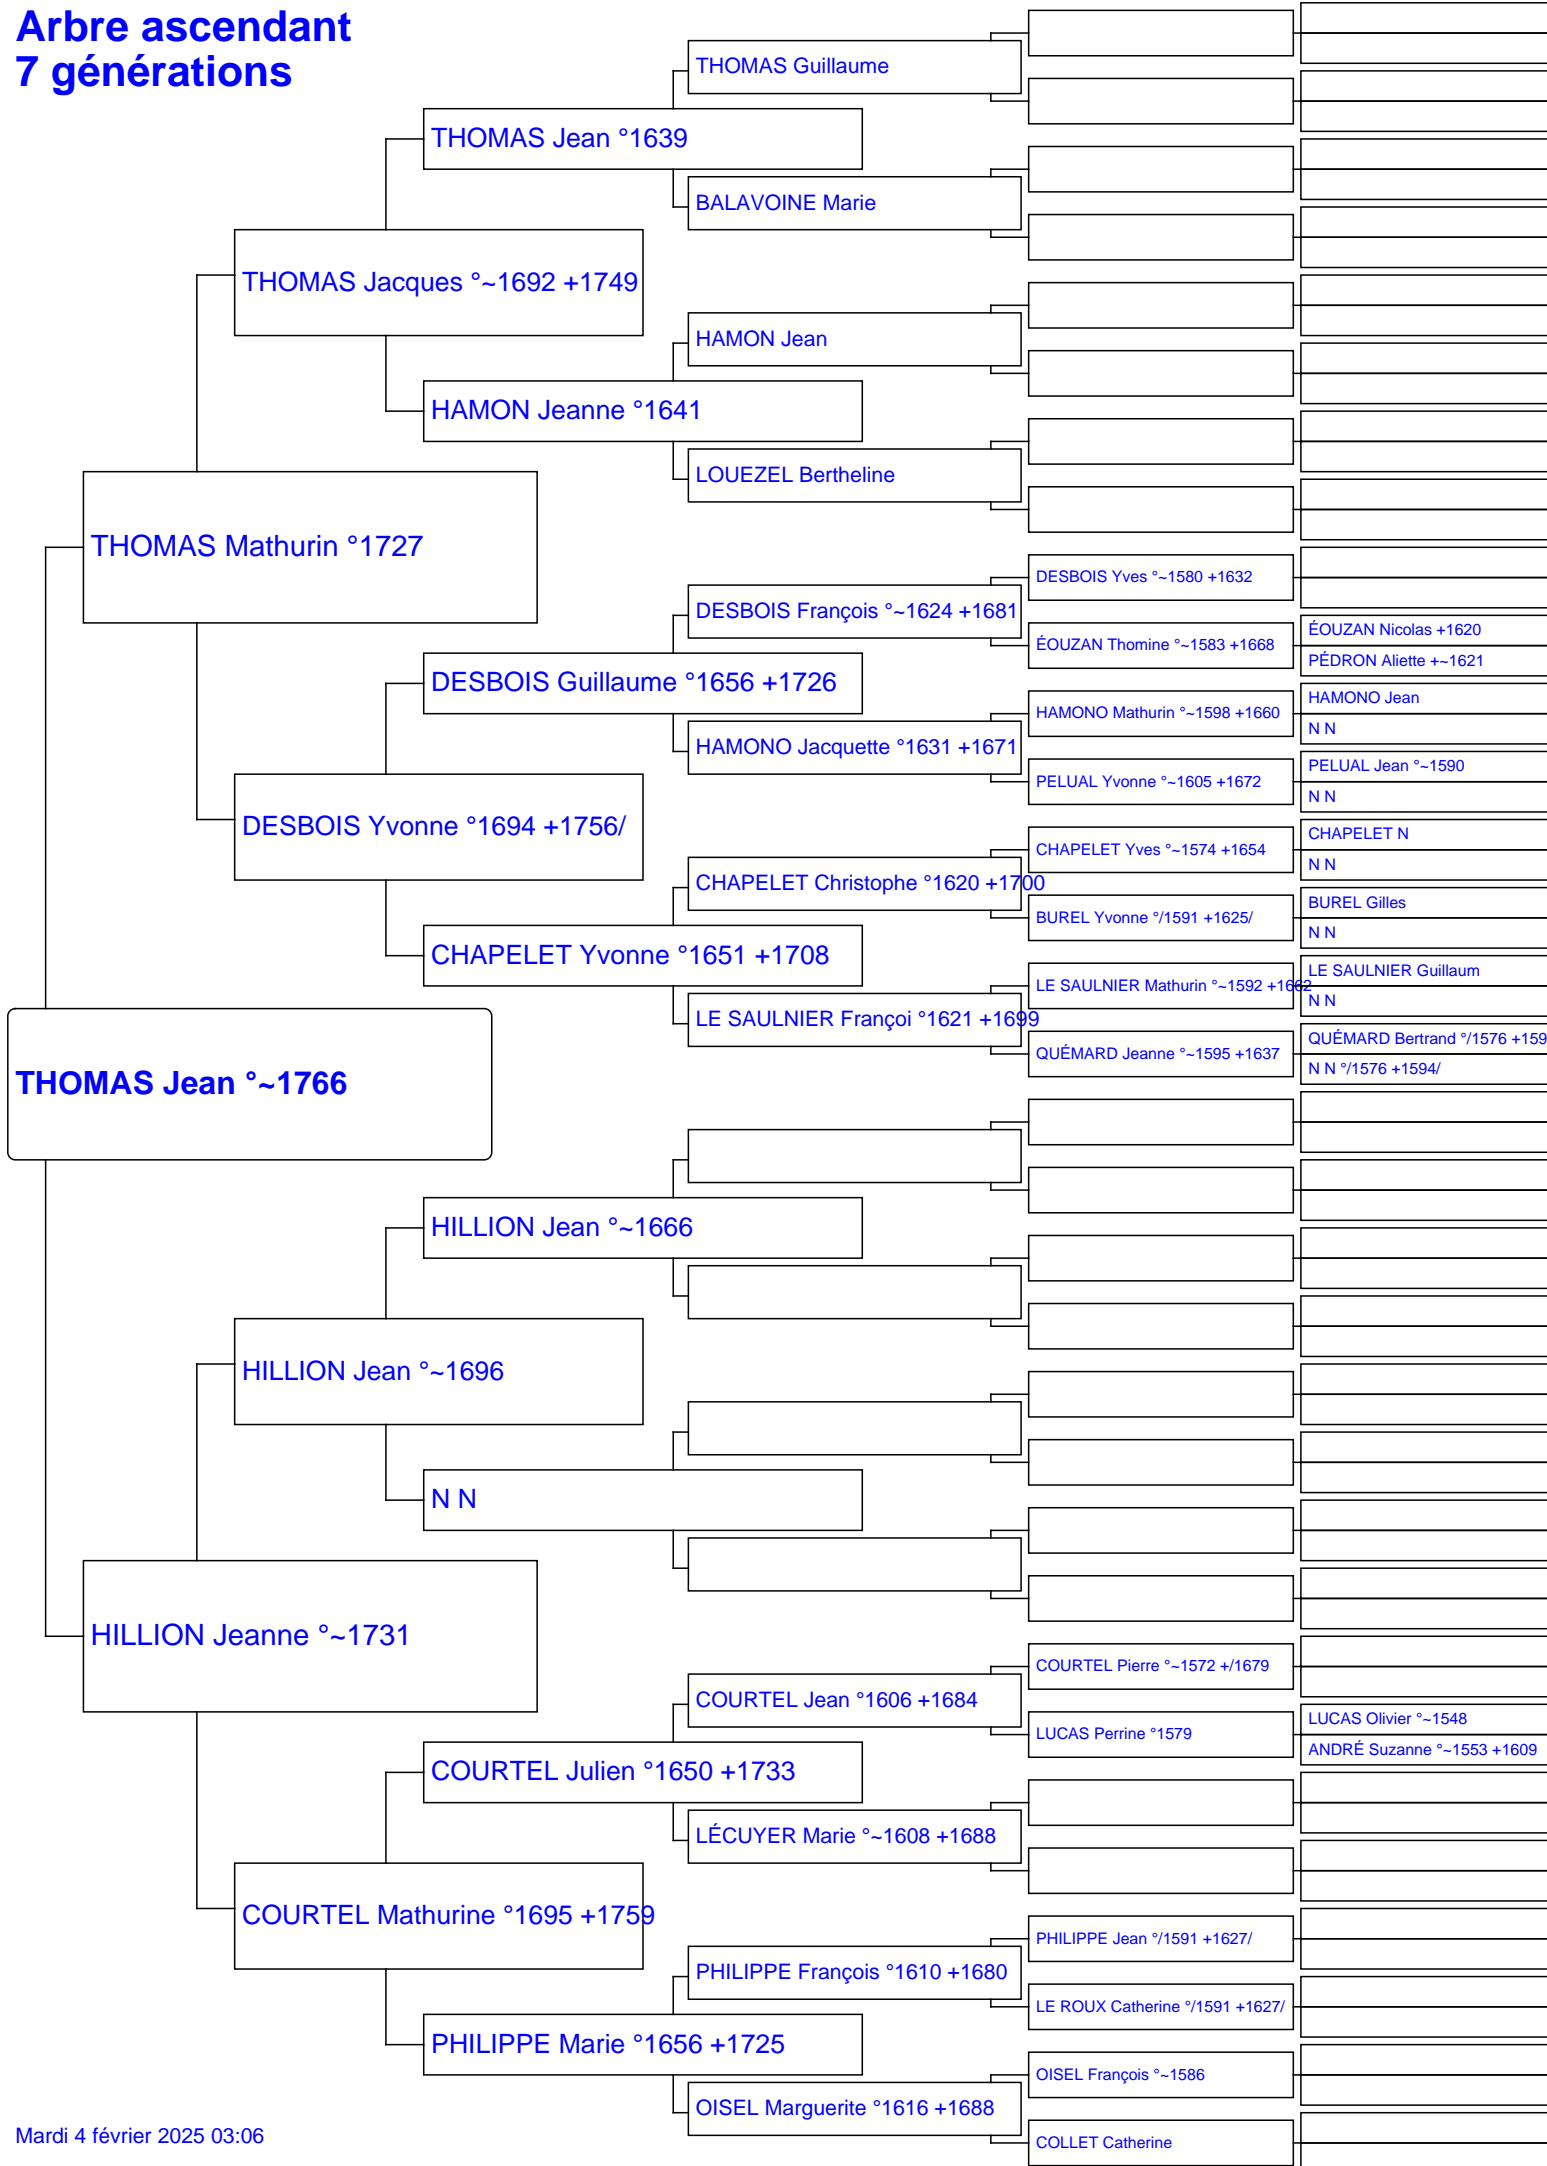 Arbre ascendant
7 générations
THOMAS Guillaume
THOMAS Jean °1639
BALAVOINE Marie
THOMAS Jacques °~1692 +1749
HAMON Jean
HAMON Jeanne °1641
LOUEZEL Bertheline
THOMAS Mathurin °1727
DESBOIS Yves °~1580 +1632
DESBOIS François °~1624 +1681
ÉOUZAN Nicolas +1620
ÉOUZAN Thomine °~1583 +1668
PÉDRON Aliette +~1621
DESBOIS Guillaume °1656 +1726
HAMONO Jean
HAMONO Mathurin °~1598 +1660
N N
HAMONO Jacquette °1631 +1671
PELUAL Jean °~1590
PELUAL Yvonne °~1605 +1672
N N
DESBOIS Yvonne °1694 +1756/
CHAPELET N
CHAPELET Yves °~1574 +1654
N N
CHAPELET Christophe °1620 +1700
BUREL Gilles
BUREL Yvonne °/1591 +1625/
N N
CHAPELET Yvonne °1651 +1708
LE SAULNIER Guillaum
LE SAULNIER Mathurin °~1592 +1662
N N
LE SAULNIER Françoi °1621 +1699
QUÉMARD Bertrand °/1576 +159
QUÉMARD Jeanne °~1595 +1637
N N °/1576 +1594/
THOMAS Jean °~1766
HILLION Jean °~1666
HILLION Jean °~1696
N N
HILLION Jeanne °~1731
COURTEL Pierre °~1572 +/1679
COURTEL Jean °1606 +1684
LUCAS Olivier °~1548
LUCAS Perrine °1579
ANDRÉ Suzanne °~1553 +1609
COURTEL Julien °1650 +1733
LÉCUYER Marie °~1608 +1688
COURTEL Mathurine °1695 +1759
PHILIPPE Jean °/1591 +1627/
PHILIPPE François °1610 +1680
LE ROUX Catherine °/1591 +1627/
PHILIPPE Marie °1656 +1725
OISEL François °~1586
OISEL Marguerite °1616 +1688
COLLET Catherine
Mardi 4 février 2025 03:06